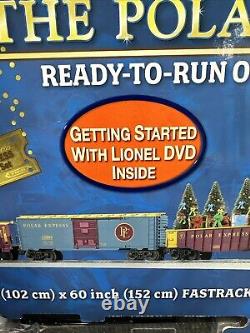 THE POLA
READY-TO-RUN O
GETTING STARTED
WITH LIONEL DVD
INSIDE
POLAR EXPRESS
POLAR EXPRESS
(102 cm) x 60 inch (152 cm) FASTRACK